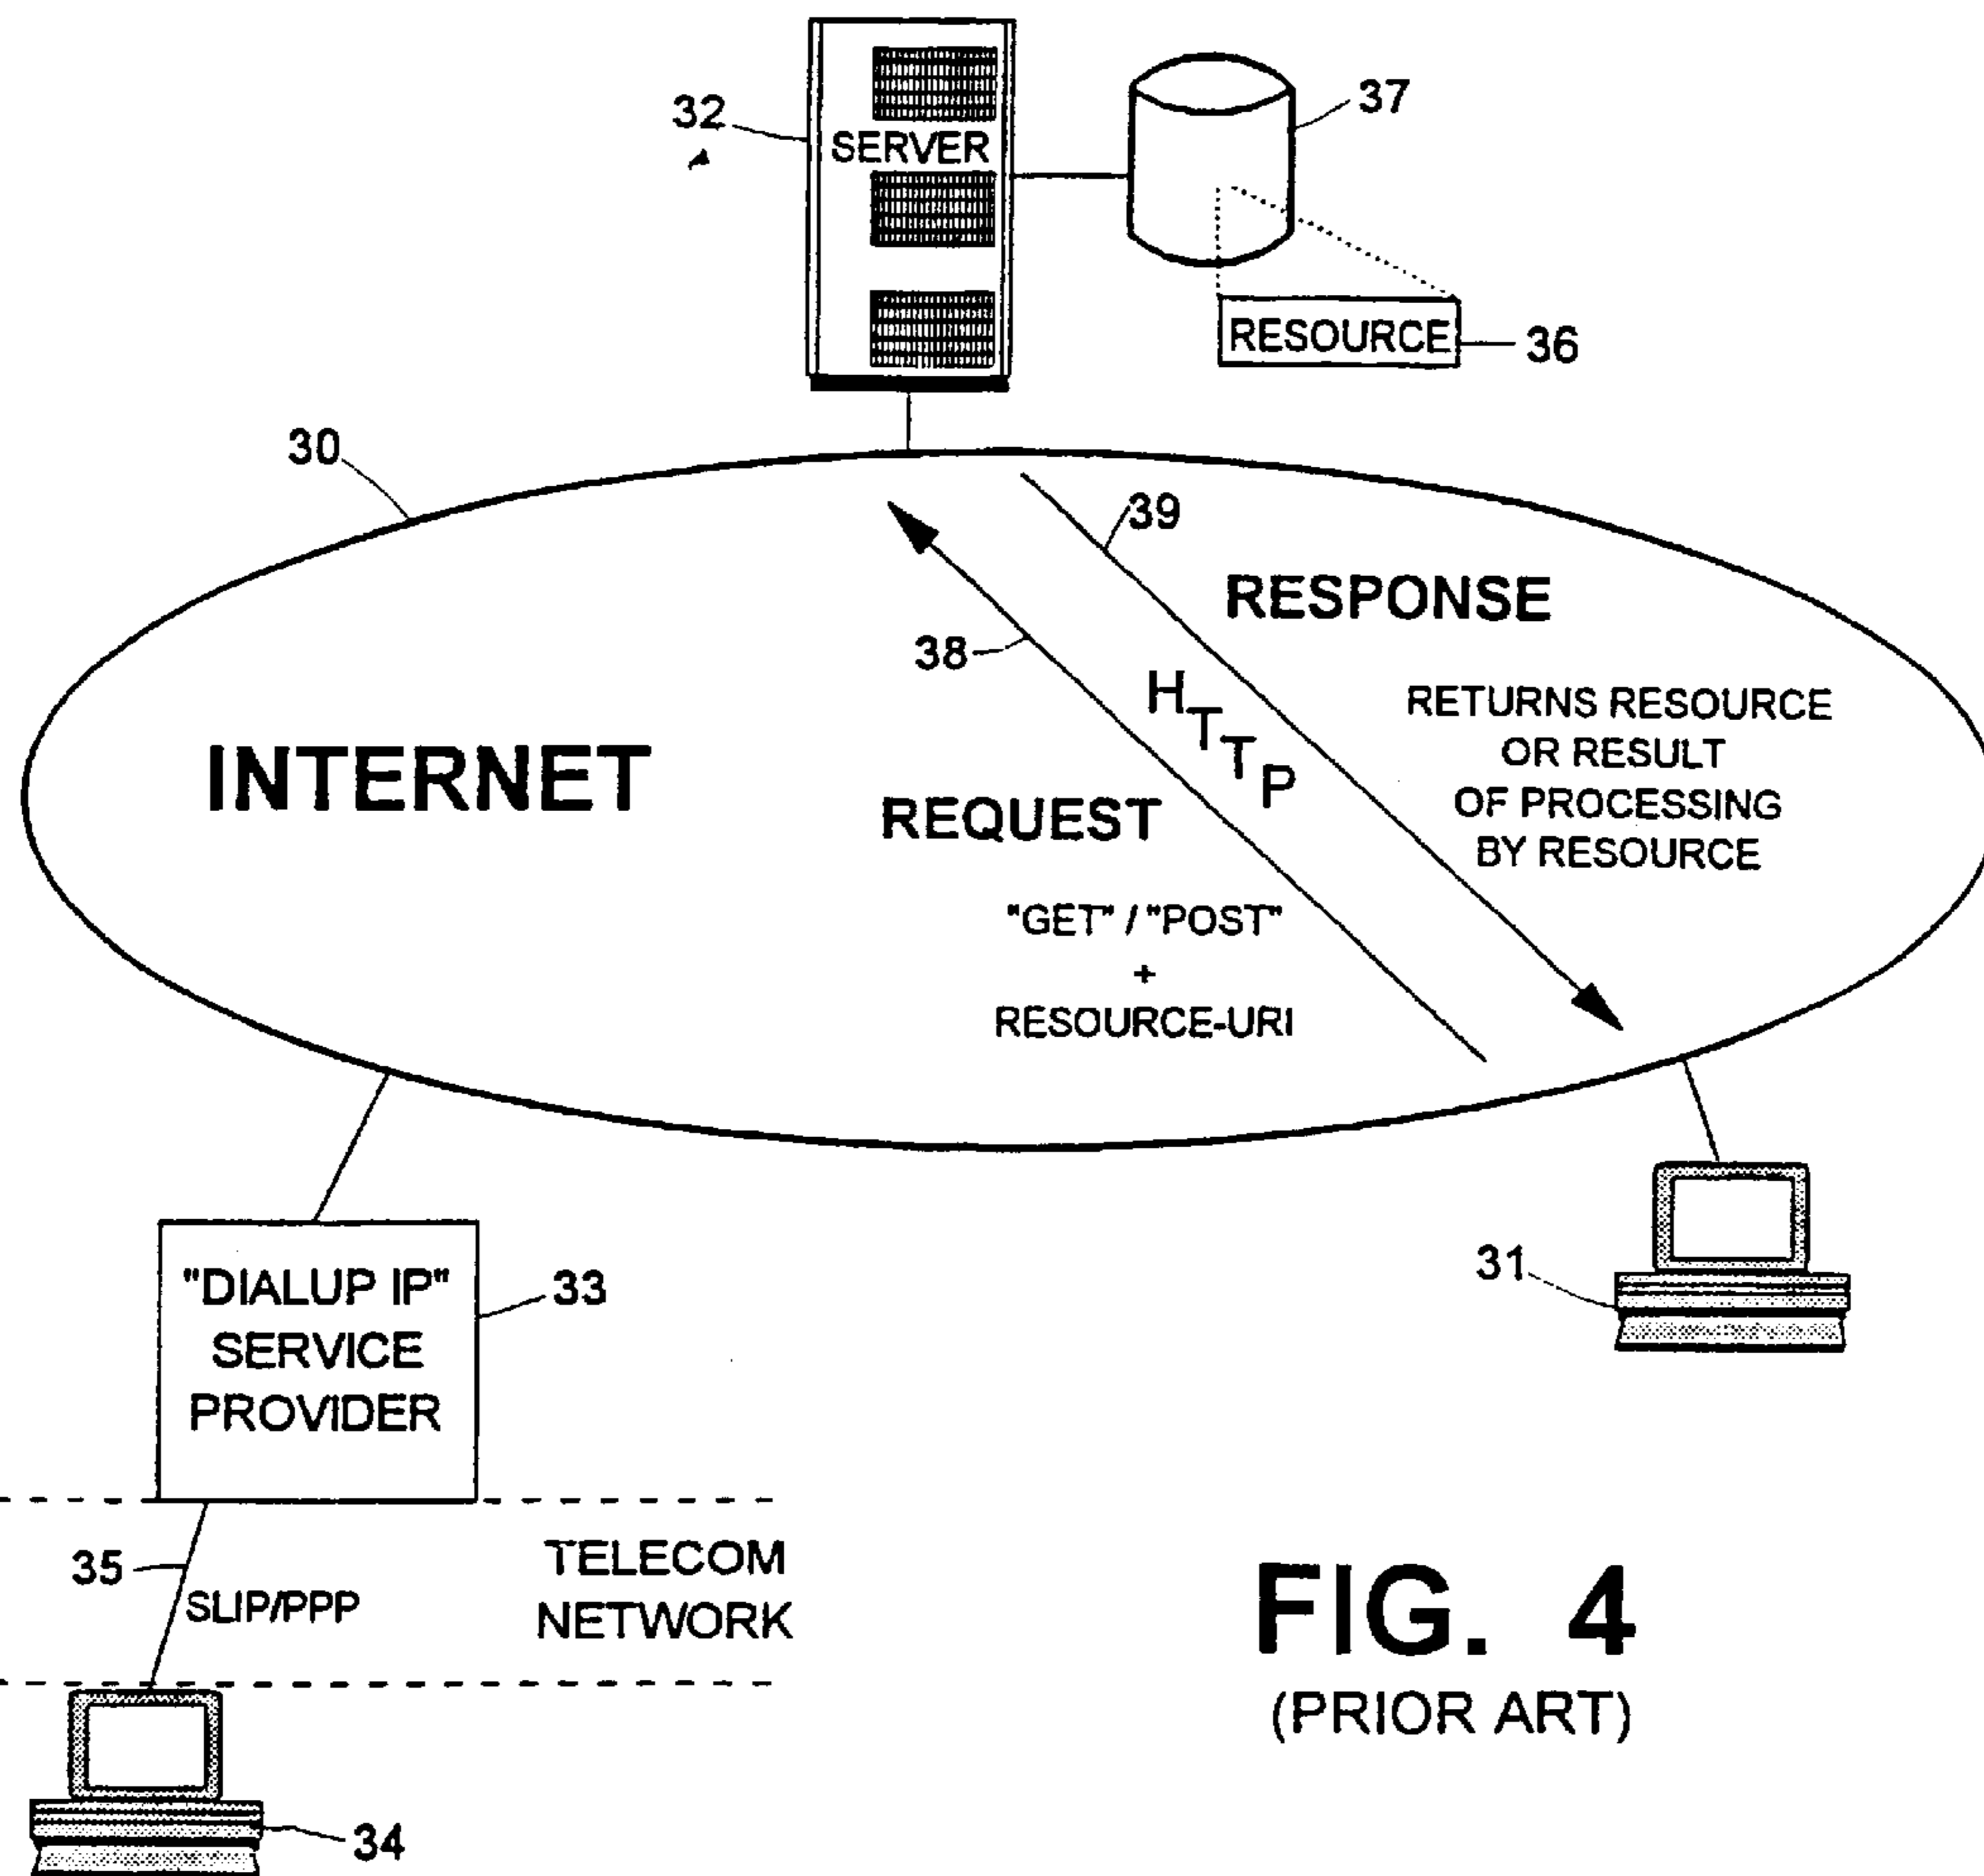 32
SERVER
37
RESOURCE
36
30
39
RESPONSE
38
HTTP
RETURNS RESOURCE
OR RESULT
OF PROCESSING
BY RESOURCE
INTERNET
REQUEST
"GET" / "POST"
+
RESOURCE-URI
"DIALUP IP"
SERVICE
PROVIDER
33
31
35
SLIP/PPP
TELECOM
NETWORK
34
FIG. 4
(PRIOR ART)